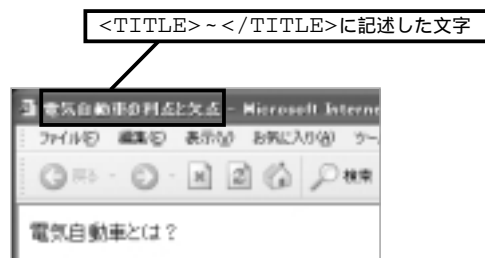 <TITLE>~</TITLE>に記述した文字
電気自動車の利点と欠点 - Microsoft Interne
ファイル(F) 編集(E) 表示(V) お気に入り(A) ツー
戻る 検索
電気自動車とは？